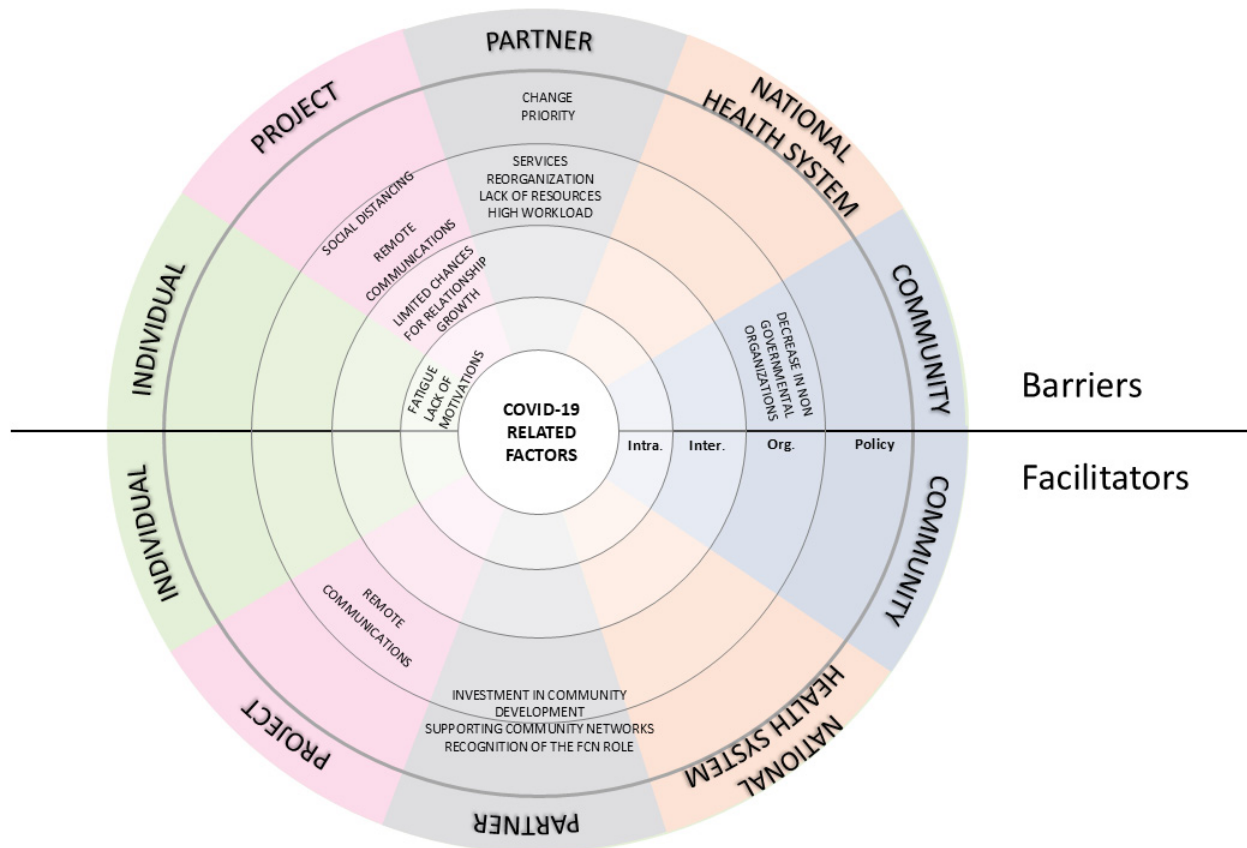 PARTNER
PROJECT
NATIONAL
HEALTH SYSTEM
INDIVIDUAL
COMMUNITY
CHANGE
PRIORITY
SERVICES
REORGANIZATION
LACK OF RESOURCES
HIGH WORKLOAD
SOCIAL DISTANCING
REMOTE
COMMUNICATIONS
LIMITED CHANCES
FOR RELATIONSHIP
GROWTH
FATIGUE
LACK OF
MOTIVATIONS
DECREASE IN NON
GOVERNMENTAL
ORGANIZATIONS
Barriers
COVID-19
RELATED
FACTORS
Intra.
Inter.
Org.
Policy
Facilitators
INDIVIDUAL
COMMUNITY
REMOTE
COMMUNICATIONS
INVESTMENT IN COMMUNITY
DEVELOPMENT
SUPPORTING COMMUNITY NETWORKS
RECOGNITION OF THE FCN ROLE
PROJECT
PARTNER
NATIONAL
HEALTH SYSTEM